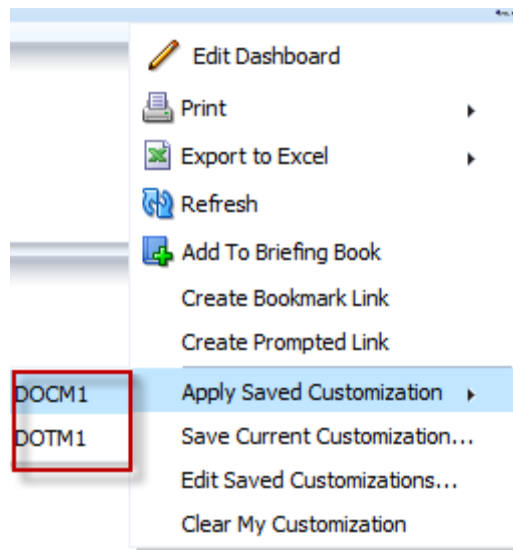 Edit Dashboard
Print
Export to Excel
Refresh
Add To Briefing Book
Create Bookmark Link
Create Prompted Link
DOCM1 Apply Saved Customization
DOTM1 Save Current Customization...
Edit Saved Customizations...
Clear My Customization